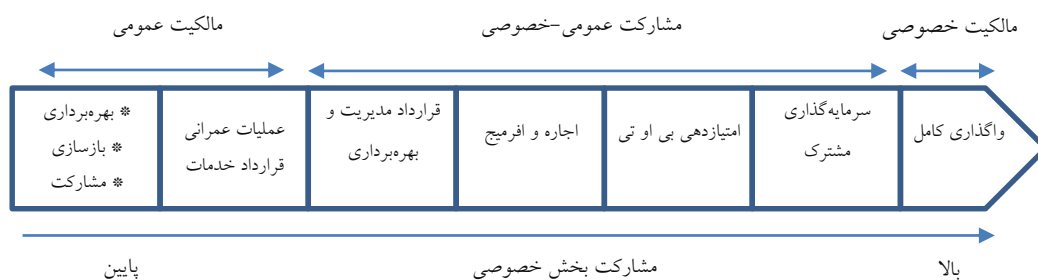 مالکیت عمومی
مشارکت عمومی-خصوصی
مالکیت خصوصی
* بهره‌برداری
* بازسازی
* مشارکت
عملیات عمرانی
قرارداد خدمات
قرارداد مدیریت و
بهره‌برداری
اجاره و افرمیج
امتیازدهی بی او تی
سرمایه‌گذاری
مشترک
واگذاری کامل
پایین
مشارکت بخش خصوصی
بالا